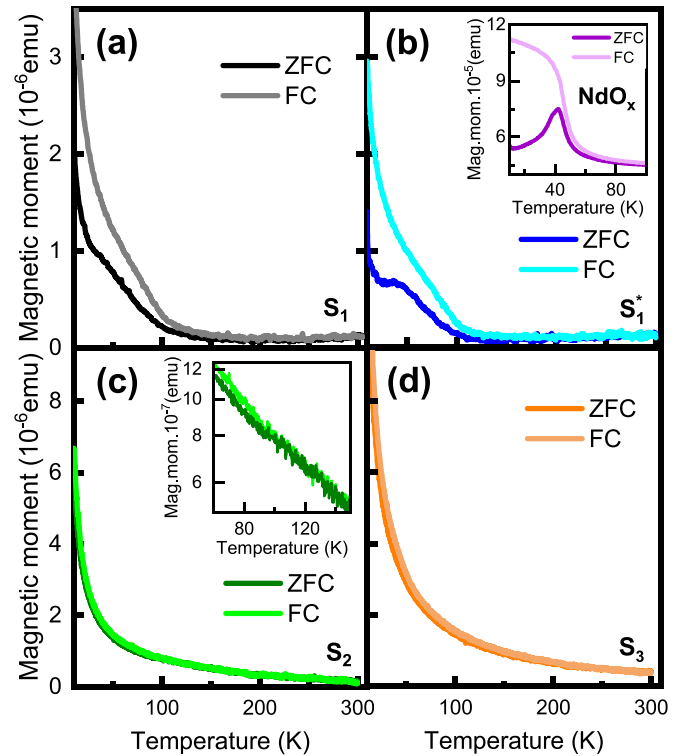 (a)
ZFC
FC
S1
Magnetic moment (10-6emu)
3
2
1
0
(b)
ZFC
FC
NdOx
Mag.mom.10-5(emu)
12
9
6
40
80
Temperature (K)
ZFC
FC
S1*
(c)
Mag.mom.10-7(emu)
12
10
8
6
80
120
Temperature (K)
ZFC
FC
S2
Magnetic moment (10-6emu)
8
6
4
2
0
100
200
300
Temperature (K)
(d)
ZFC
FC
S3
100
200
300
Temperature (K)